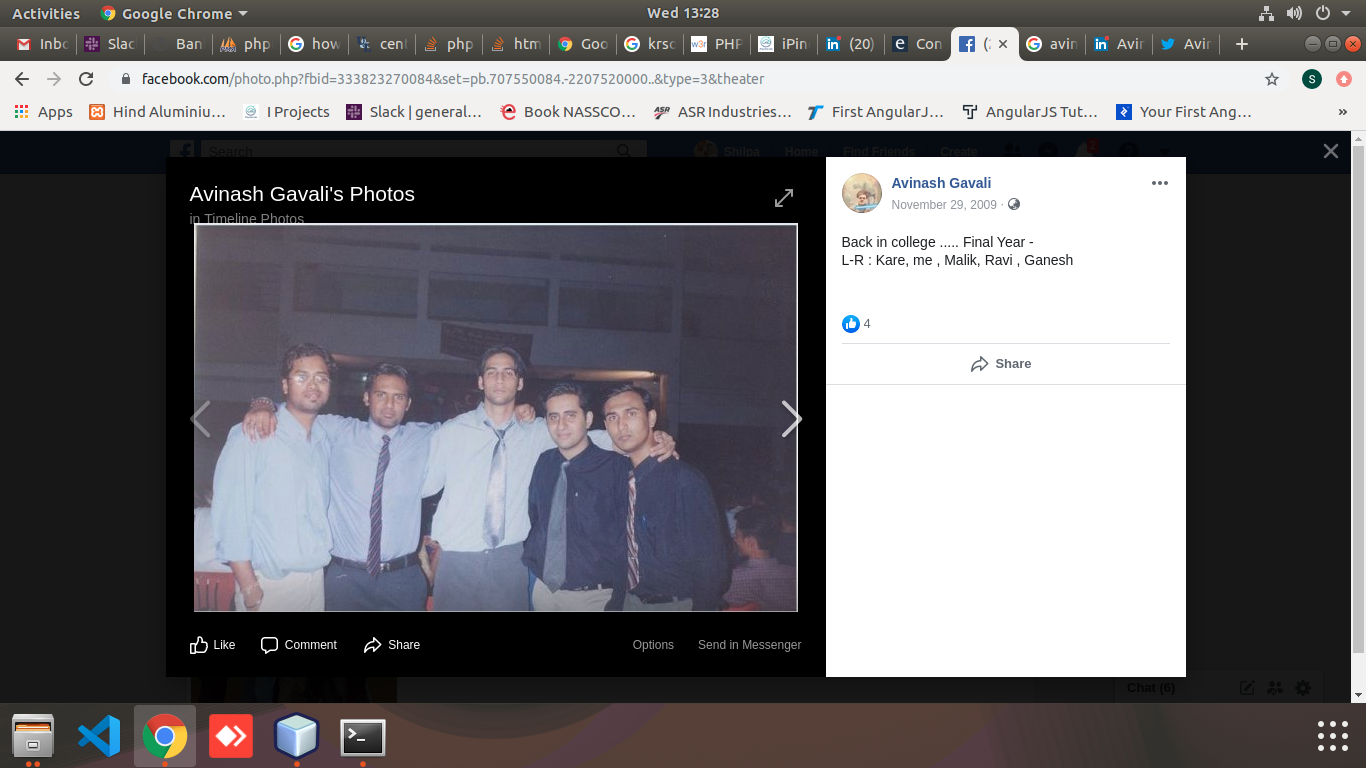 Activities
Google Chrome
Wed 13:28
Inbo
Slac
Ban
php
how
cent
php
htm
Goo
krsc
PHP
iPin
(20)
Con
(2
avin
Avir
Avir
facebook.com/photo.php?fbid=333823270084&set=pb.707550084.-2207520000..&type=3&theater
S
Apps
Hind Aluminiu…
I Projects
Slack | general…
Book NASSCO…
ASR Industries…
First AngularJ…
AngularJS Tut…
Your First Ang…
»
Search
Shilpa
Home
Find Friends
Create
Avinash Gavali's Photos
in Timeline Photos
Like
Comment
Share
Options
Send in Messenger
Avinash Gavali
November 29, 2009 ·
Back in college ..... Final Year -
L-R : Kare, me , Malik, Ravi , Ganesh
4
Share
Chat (6)